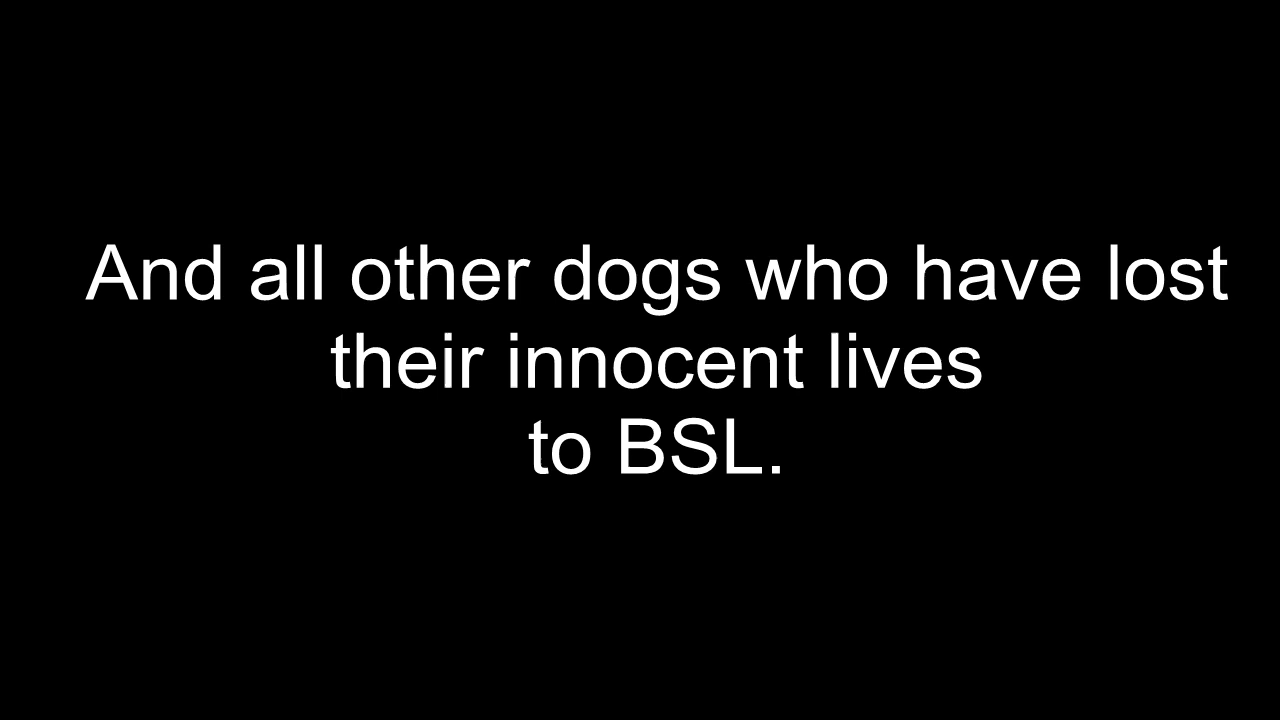 And all other dogs who have lost
their innocent lives
to BSL.